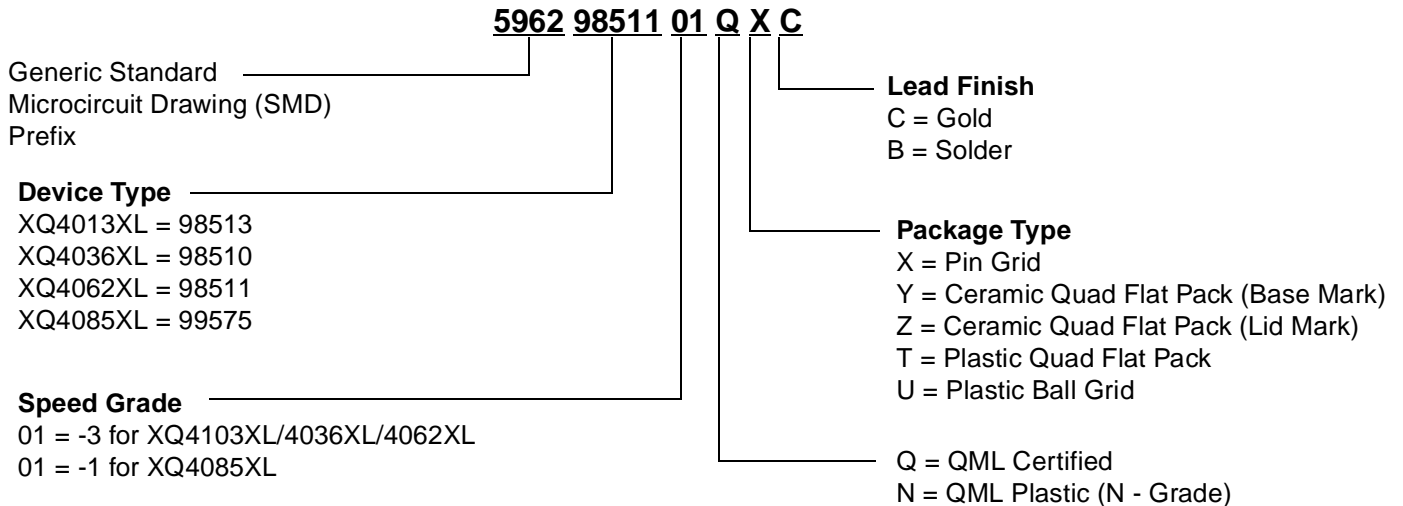 5962 98511 01 Q X C
Generic Standard
Microcircuit Drawing (SMD)
Prefix
Device Type
XQ4013XL = 98513
XQ4036XL = 98510
XQ4062XL = 98511
XQ4085XL = 99575
Speed Grade
01 = -3 for XQ4103XL/4036XL/4062XL
01 = -1 for XQ4085XL
Lead Finish
C = Gold
B = Solder
Package Type
X = Pin Grid
Y = Ceramic Quad Flat Pack (Base Mark)
Z = Ceramic Quad Flat Pack (Lid Mark)
T = Plastic Quad Flat Pack
U = Plastic Ball Grid
Q = QML Certified
N = QML Plastic (N - Grade)